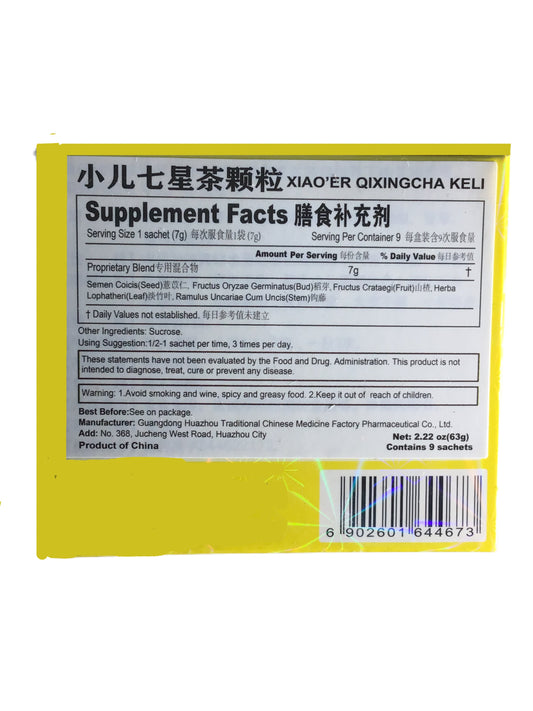 小儿七星茶颗粒 XIAO'ER QIXINGCHA KELI
Supplement Facts 膳食补充剂
Serving Size 1 sachet (7g) 每次服食量1袋 (7g) Serving Per Container 9 每盒装含9次服食量
Amount Per Serving 每份含量 % Daily Value 每日参考值
Proprietary Blend专用混合物 7g †
Semen Coicis(Seed)薏苡仁, Fructus Oryzae Germinatus(Bud)稻芽, Fructus Crataegi(Fruit)山楂, Herba
Lophatheri(Leaf)淡竹叶, Ramulus Uncariae Cum Uncis(Stem)钩藤
† Daily Values not established. 每日参考值未建立
Other Ingredients: Sucrose.
Using Suggestion:1/2-1 sachet per time, 3 times per day.
These statements have not been evaluated by the Food and Drug. Administration. This product is not
intended to diagnose, treat, cure or prevent any disease.
Warning: 1.Avoid smoking and wine, spicy and greasy food. 2.Keep it out of reach of children.
Best Before:See on package.
Manufacturer: Guangdong Huazhou Traditional Chinese Medicine Factory Pharmaceutical Co., Ltd.
Add: No. 368, Jucheng West Road, Huazhou City
Net: 2.22 oz(63g)
Product of China
Contains 9 sachets
6 902601 644673